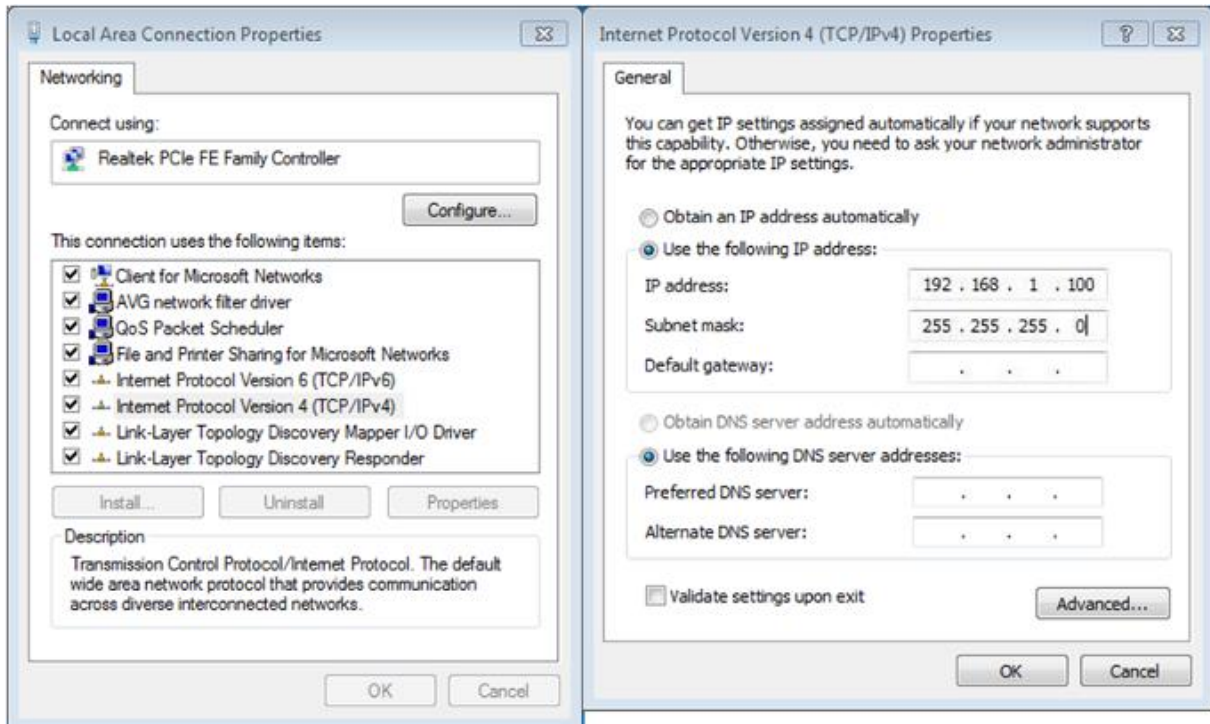 Local Area Connection Properties
Networking
Connect using:
Realtek PCIe FE Family Controller
Configure...
This connection uses the following items:
Client for Microsoft Networks
AVG network filter driver
QoS Packet Scheduler
File and Printer Sharing for Microsoft Networks
Internet Protocol Version 6 (TCP/IPv6)
Internet Protocol Version 4 (TCP/IPv4)
Link-Layer Topology Discovery Mapper I/O Driver
Link-Layer Topology Discovery Responder
Install...
Uninstall
Properties
Description
Transmission Control Protocol/Internet Protocol. The default
wide area network protocol that provides communication
across diverse interconnected networks.
OK
Cancel
Internet Protocol Version 4 (TCP/IPv4) Properties
General
You can get IP settings assigned automatically if your network supports
this capability. Otherwise, you need to ask your network administrator
for the appropriate IP settings.
Obtain an IP address automatically
Use the following IP address:
IP address: 192 . 168 . 1 . 100
Subnet mask: 255 . 255 . 255 . 0
Default gateway: . . .
Obtain DNS server address automatically
Use the following DNS server addresses:
Preferred DNS server: . . .
Alternate DNS server: . . .
Validate settings upon exit
Advanced...
OK
Cancel